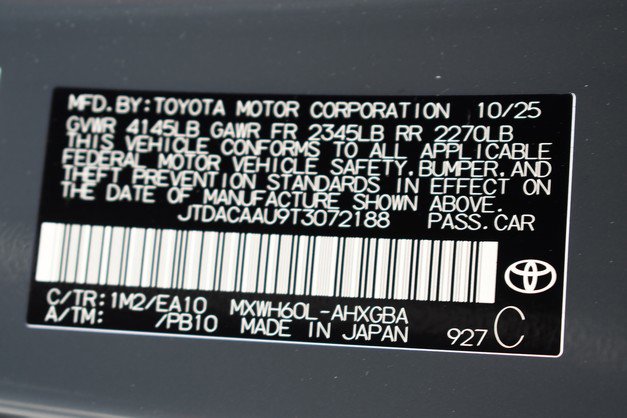 MFD. BY: TOYOTA MOTOR CORPORATION 10/25
GVWR 4145LB GAWR FR 2345LB RR 2270LB
THIS VEHICLE CONFORMS TO ALL APPLICABLE
FEDERAL MOTOR VEHICLE SAFETY. BUMPER. AND
THEFT PREVENTION STANDARDS IN EFFECT ON
THE DATE OF MANUFACTURE SHOWN ABOVE.
JTDACAAU9T3072188 PASS. CAR
C/TR: 1M2/EA10 MXWH60L-AHXGBA
A/TM: /PB10 MADE IN JAPAN 927 C